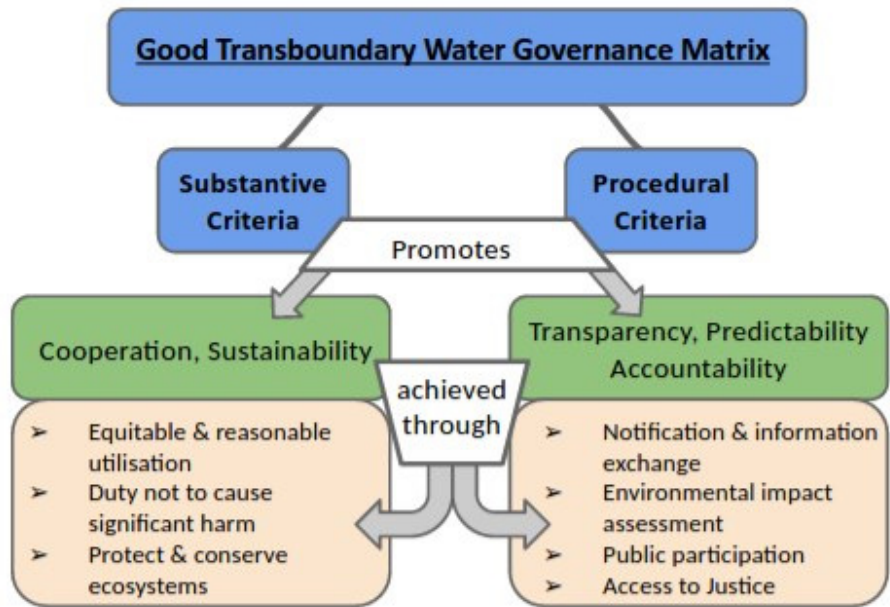 Good Transboundary Water Governance Matrix
Substantive
Criteria
Procedural
Criteria
Promotes
Cooperation, Sustainability
Transparency, Predictability
Accountability
achieved
through
➢ Equitable & reasonable
utilisation
➢ Duty not to cause
significant harm
➢ Protect & conserve
ecosystems
➢ Notification & information
exchange
➢ Environmental impact
assessment
➢ Public participation
➢ Access to Justice